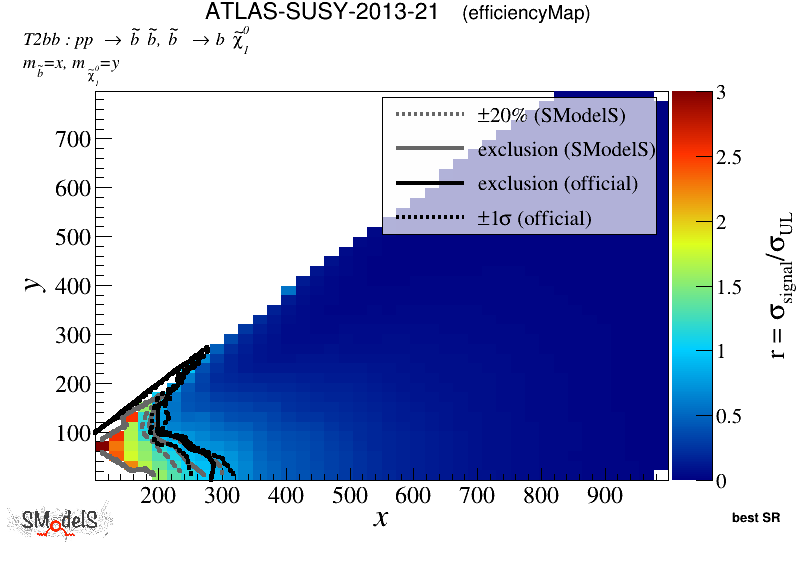 ATLAS-SUSY-2013-21 (efficiencyMap)
T2bb : pp → b̃ b̃, b̃ → b χ̃₁⁰
m_b̃=x, m_χ̃₁⁰=y
±20% (SModelS)
exclusion (SModelS)
exclusion (official)
±1σ (official)
y
700
600
500
400
300
200
100
200 300 400 500 600 700 800 900
x
3
2.5
2
1.5
1
0.5
0
r = σ_signal/σ_UL
SModelS
best SR